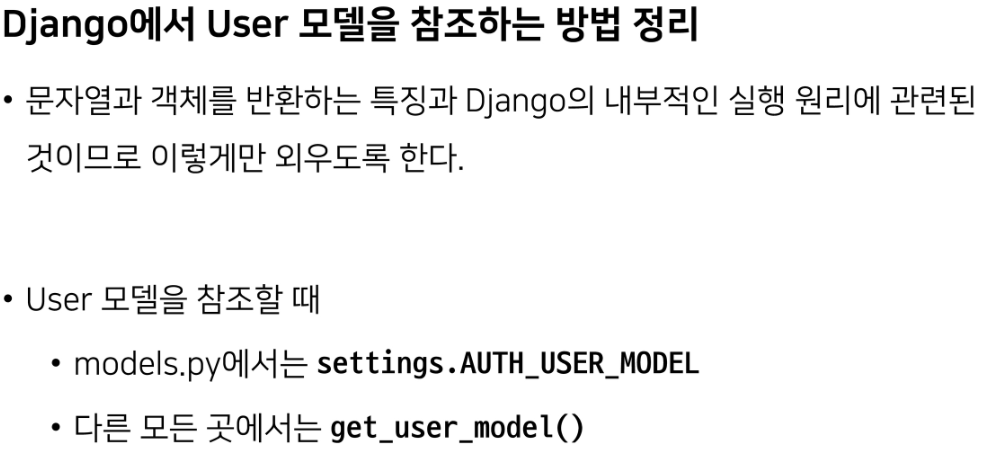 Django에서 User 모델을 참조하는 방법 정리
• 문자열과 객체를 반환하는 특징과 Django의 내부적인 실행 원리에 관련된
것이므로 이렇게만 외우도록 한다.
• User 모델을 참조할 때
• models.py에서는 settings.AUTH_USER_MODEL
• 다른 모든 곳에서는 get_user_model()